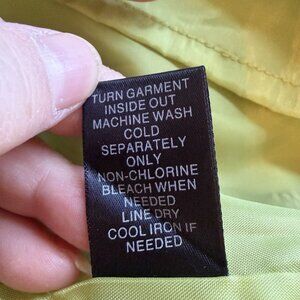 TURN GARMENT
INSIDE OUT
MACHINE WASH
COLD
SEPARATELY
ONLY
NON-CHLORINE
BLEACH WHEN
NEEDED
LINE DRY
COOL IRON IF
NEEDED